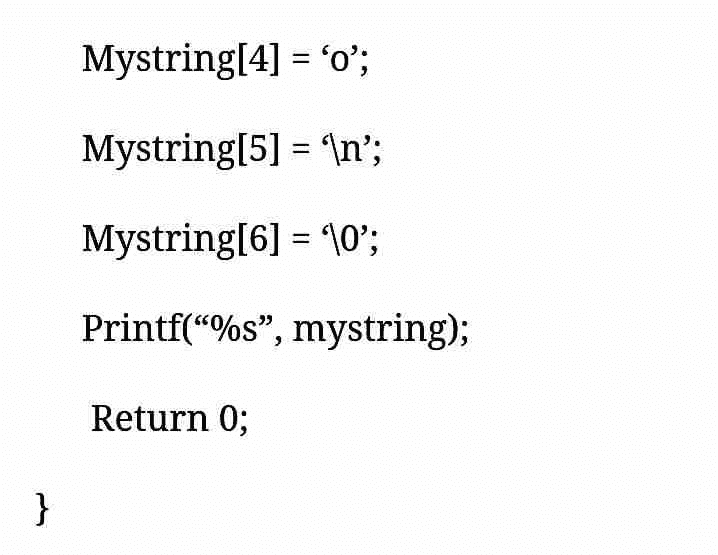 Mystring[4] = ‘o’;
Mystring[5] = ‘\n’;
Mystring[6] = ‘\0’;
Printf(“%s”, mystring);
Return 0;
}